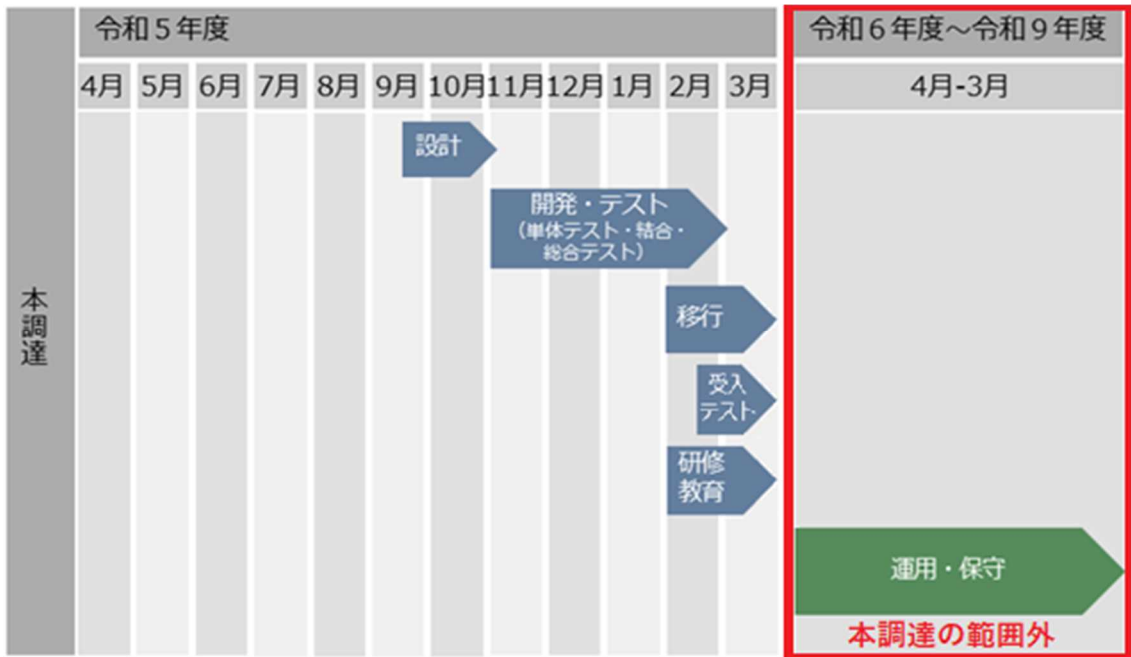 令和５年度
令和６年度～令和９年度
4月 5月 6月 7月 8月 9月 10月 11月 12月 1月 2月 3月
4月-3月
本調達
設計
開発・テスト
（単体テスト・結合・
総合テスト）
移行
受入
テスト
研修
教育
運用・保守
本調達の範囲外